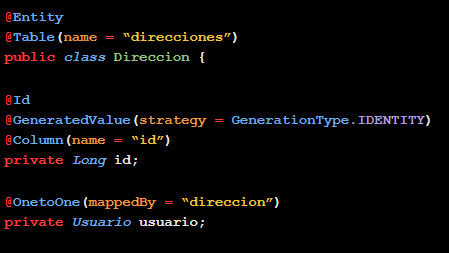 @Entity
@Table(name = “direcciones”)
public class Direccion {
@Id
@GeneratedValue(strategy = GenerationType.IDENTITY)
@Column(name = “id”)
private Long id;
@OnetoOne(mappedBy = “direccion”)
private Usuario usuario;